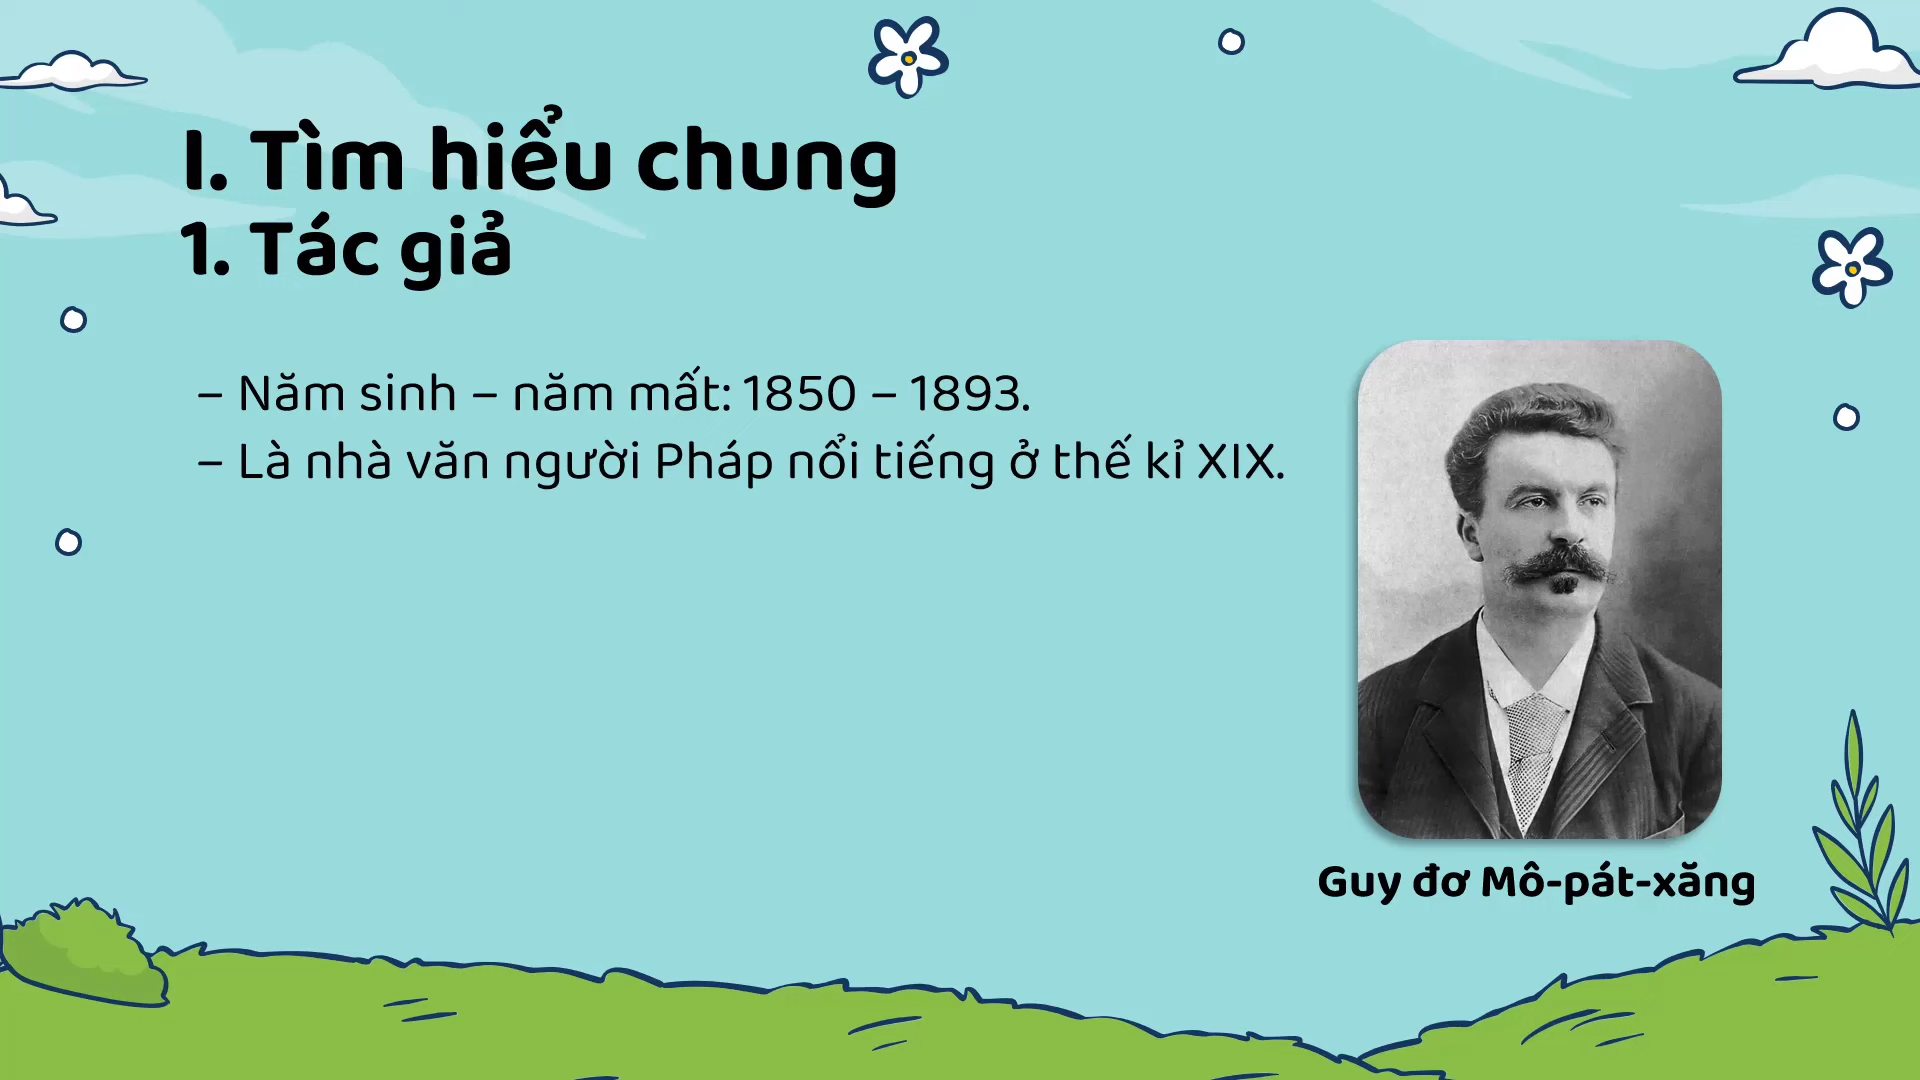 I. Tìm hiểu chung
1. Tác giả
– Năm sinh – năm mất: 1850 – 1893.
– Là nhà văn người Pháp nổi tiếng ở thế kỉ XIX.
Guy đơ Mô-pát-xăng